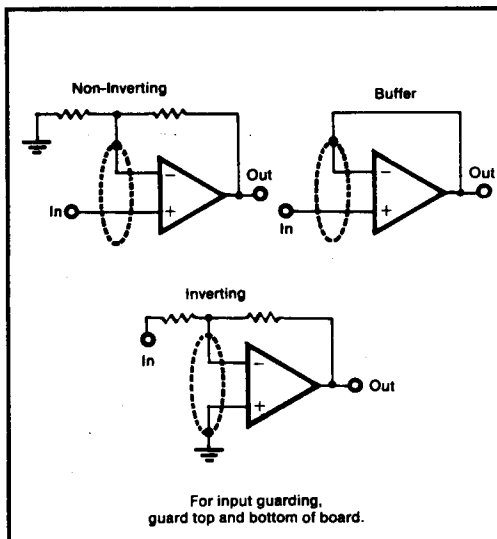 Non-Inverting
Buffer
Out
Out
−
−
+
+
In
In
Inverting
In
−
+
Out
For input guarding,
guard top and bottom of board.